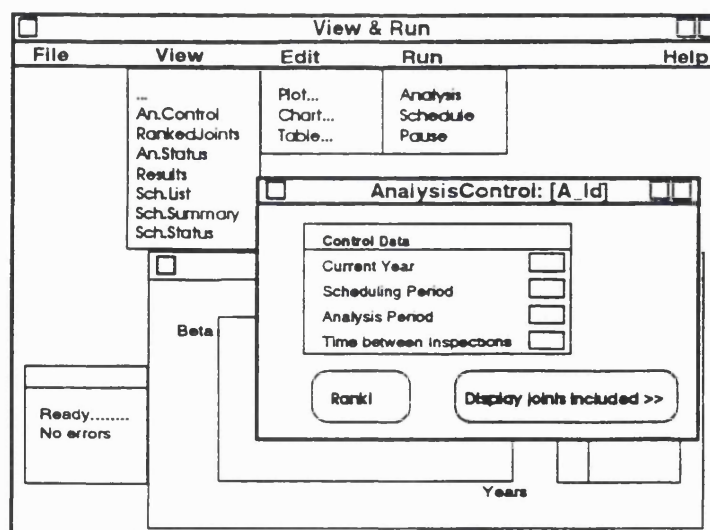 View & Run
File View Edit Run Help
...
An.Control
RankedJoints
An.Status
Results
Sch.List
Sch.Summary
Sch.Status
Plot...
Chart...
Table...
Analysis
Schedule
Pause
AnalysisControl: [A_Id]
Control Data
Current Year
Scheduling Period
Analysis Period
Time between Inspections
Rank!
Display joints included >>
Beta
Years
Ready........
No errors